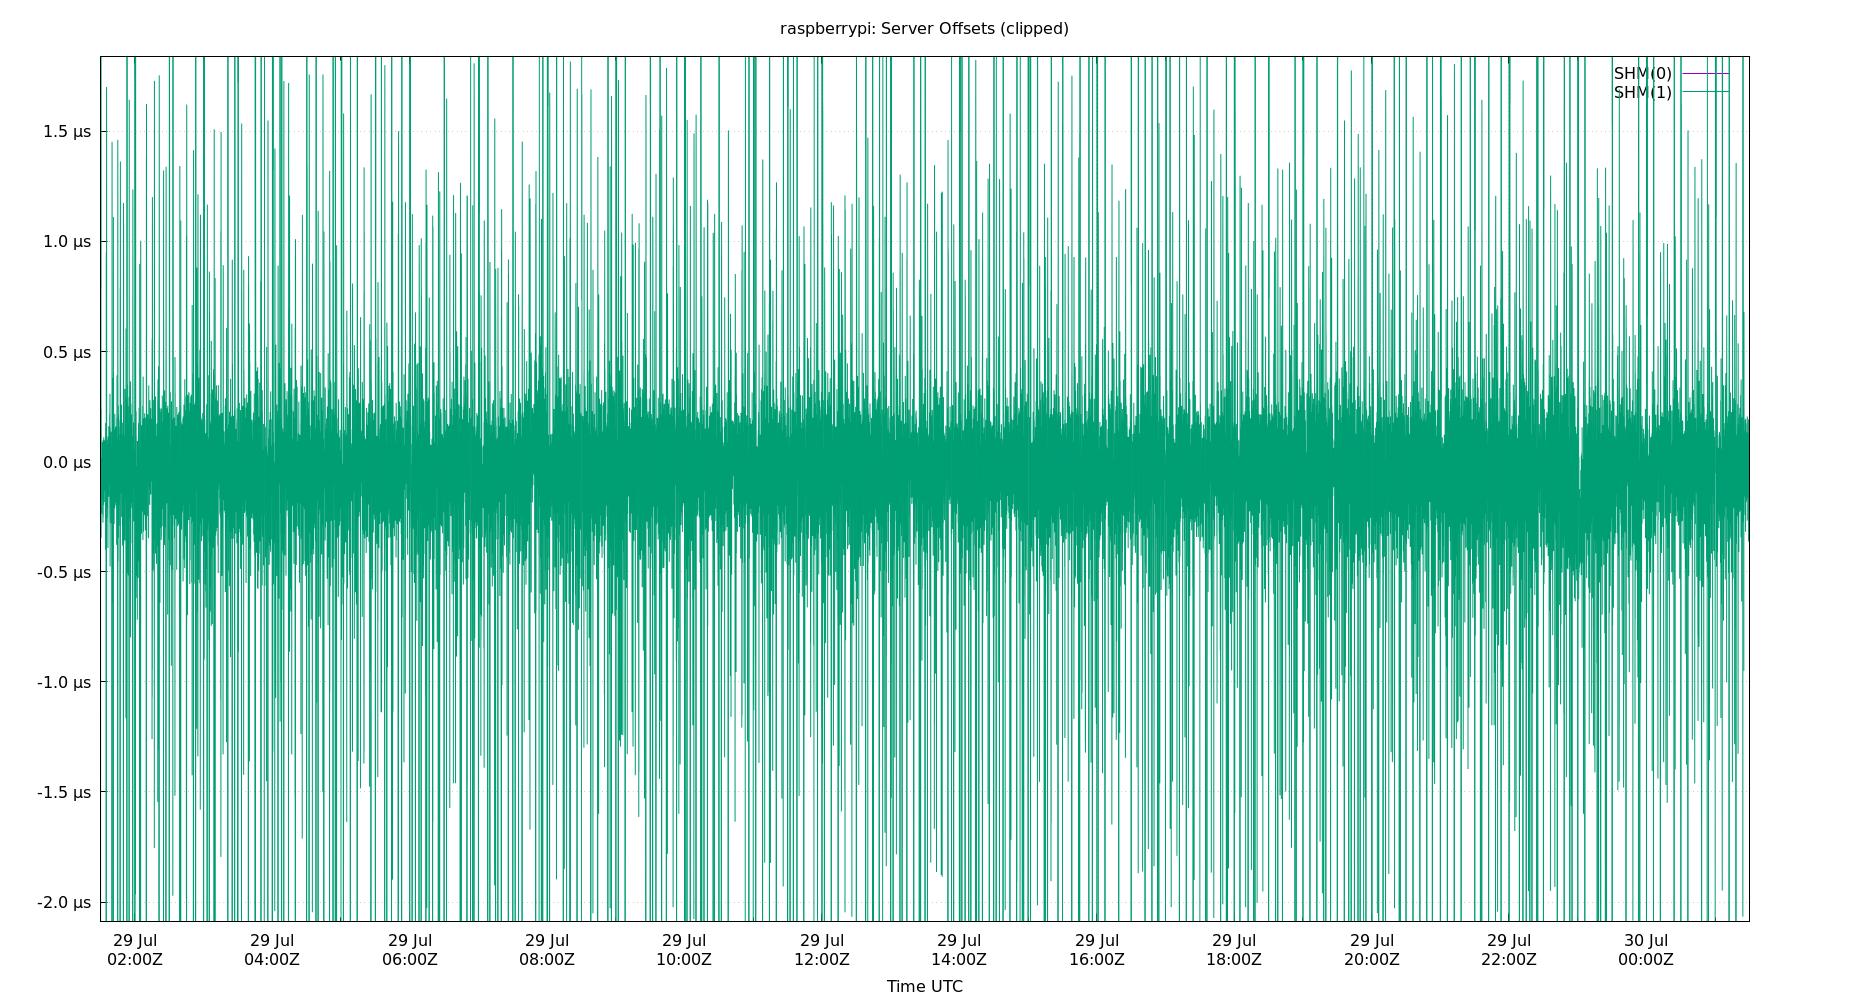 raspberrypi: Server Offsets (clipped)
SHM(0)
SHM(1)
1.5 µs
1.0 µs
0.5 µs
0.0 µs
-0.5 µs
-1.0 µs
-1.5 µs
-2.0 µs
29 Jul 29 Jul 29 Jul 29 Jul 29 Jul 29 Jul 29 Jul 29 Jul 29 Jul 29 Jul 29 Jul 30 Jul
02:00Z 04:00Z 06:00Z 08:00Z 10:00Z 12:00Z 14:00Z 16:00Z 18:00Z 20:00Z 22:00Z 00:00Z
Time UTC